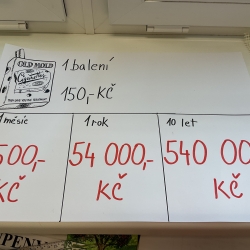 OLD MOLD
Cigarettes
1. balení
150,- KČ
měsíc
500,-
KČ
1 rok
54 000,-
KČ
10 let
540 00
KČ
UPEN